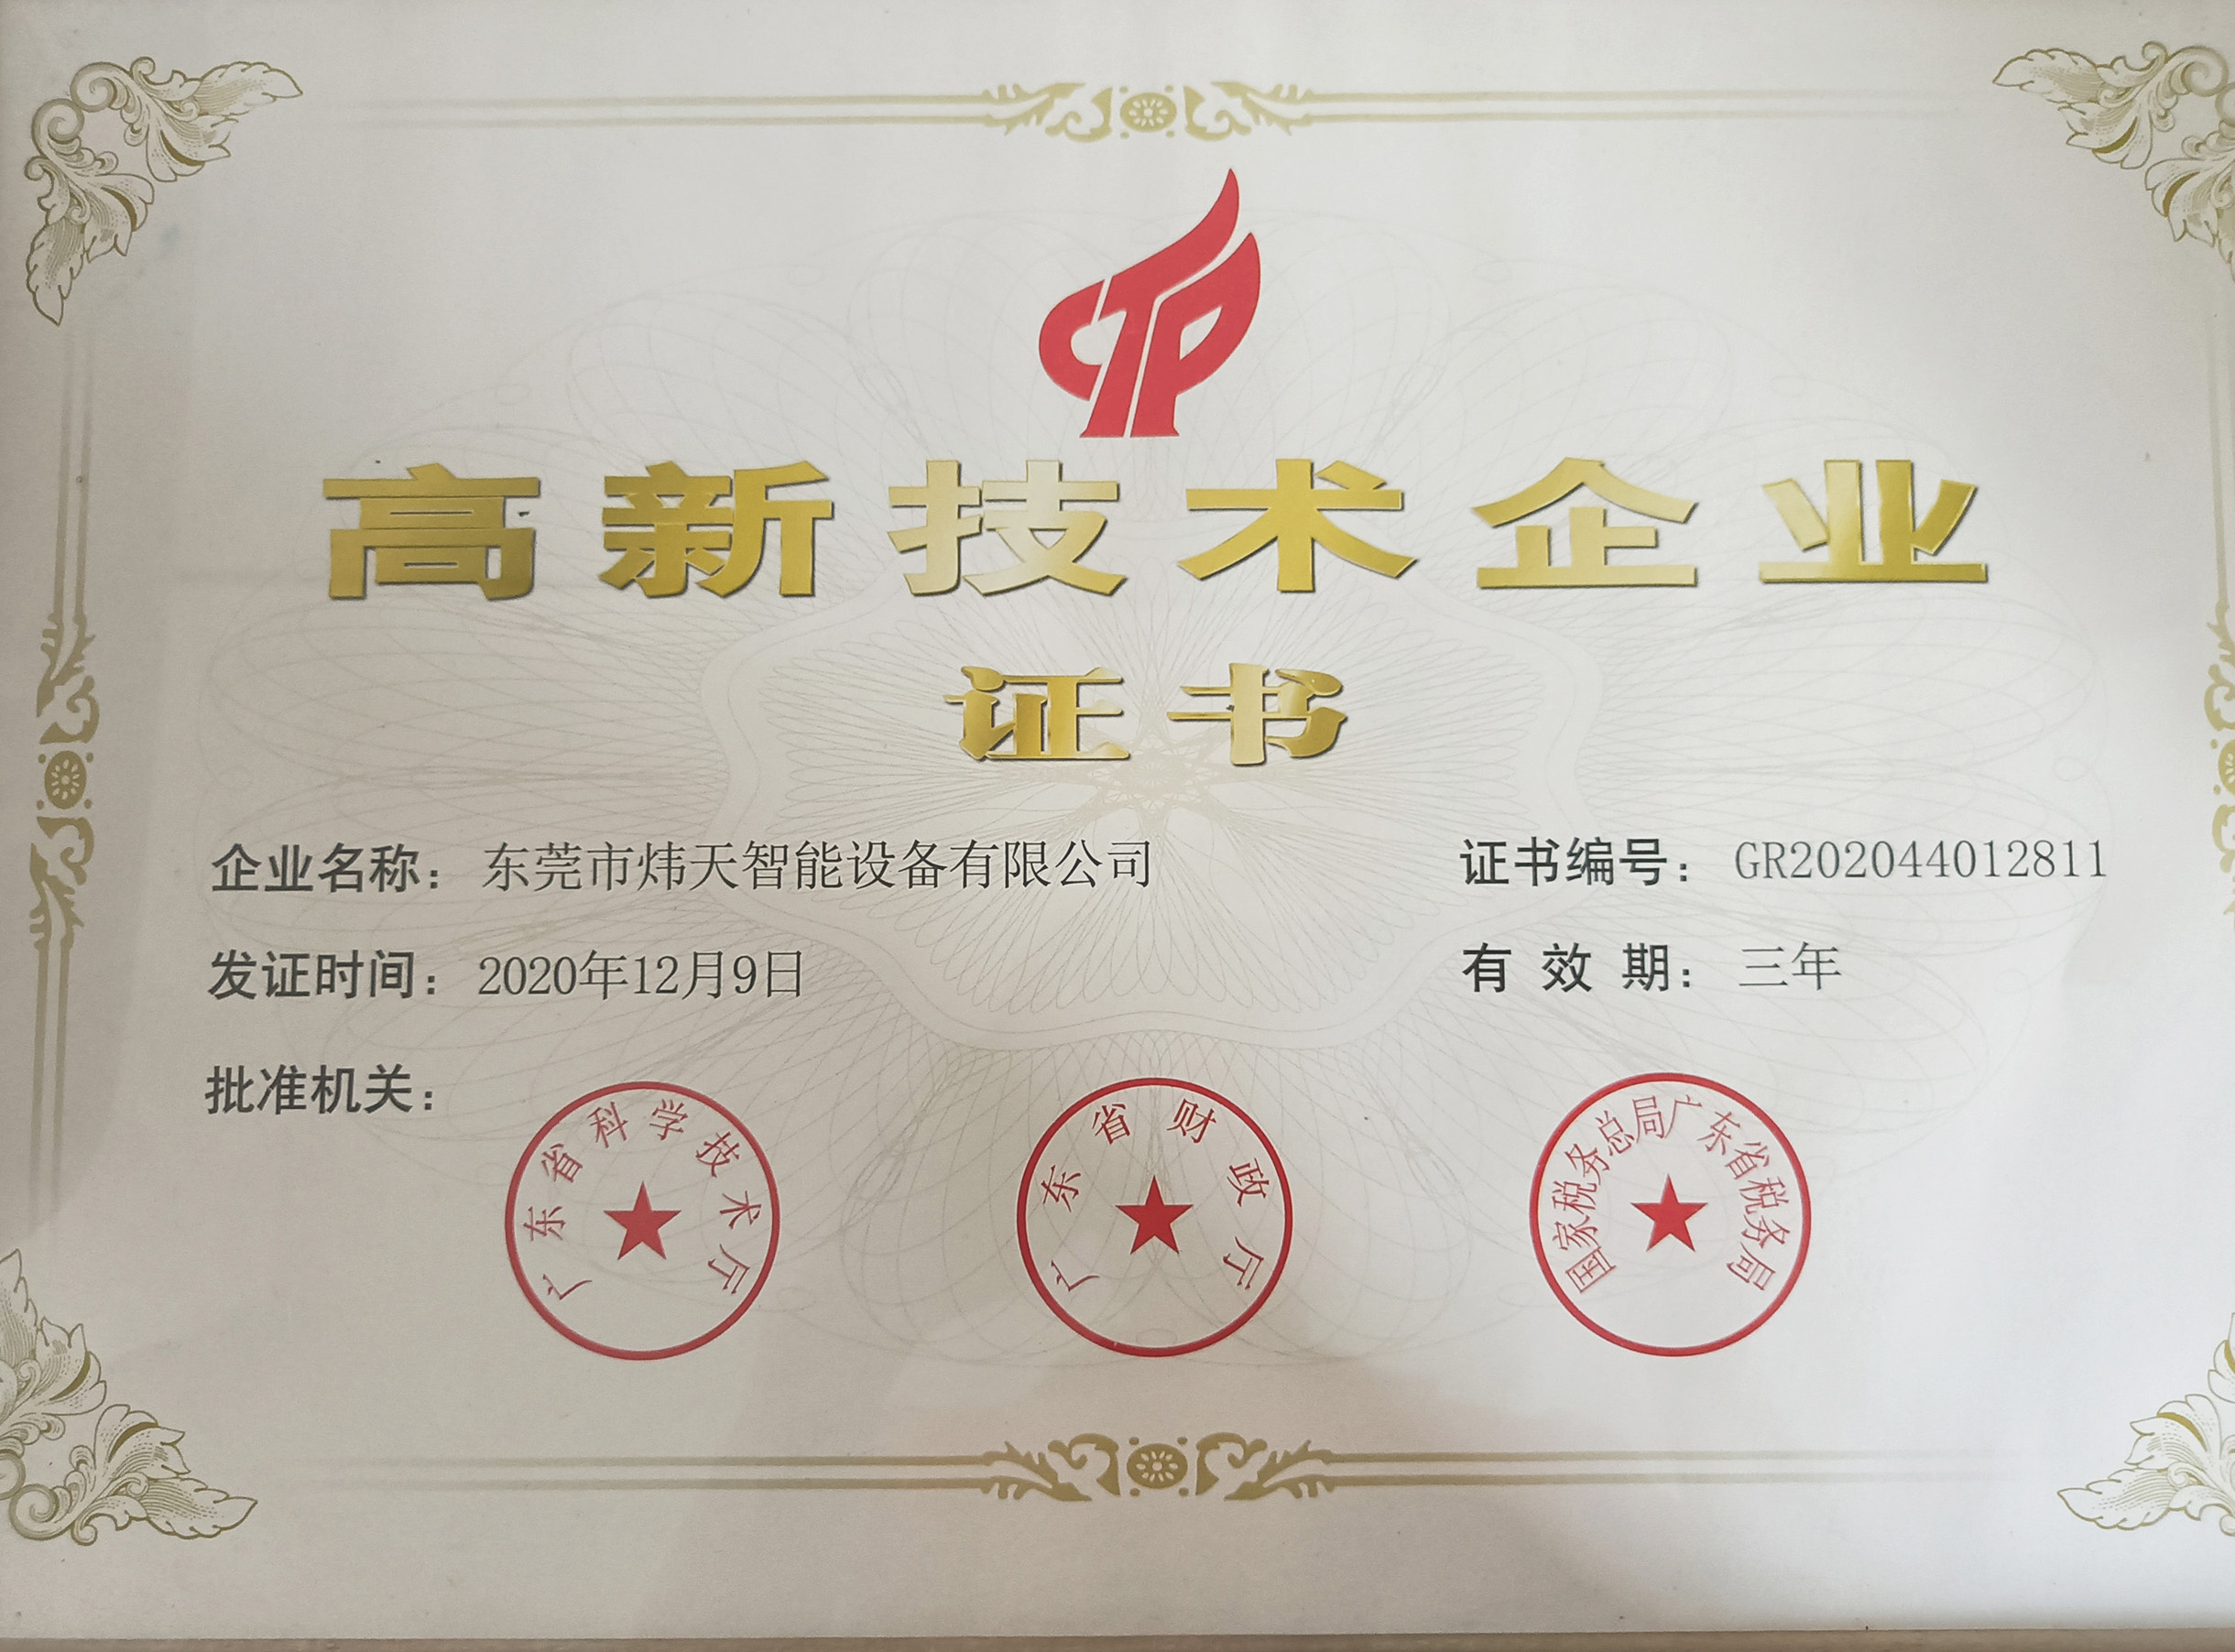 高新技术企业
证书
企业名称：东莞市炜天智能设备有限公司 证书编号：GR202044012811
发证时间：2020年12月9日 有效期：三年
批准机关：
广东省科学技术厅
广东省财政厅
国家税务总局广东省税务局